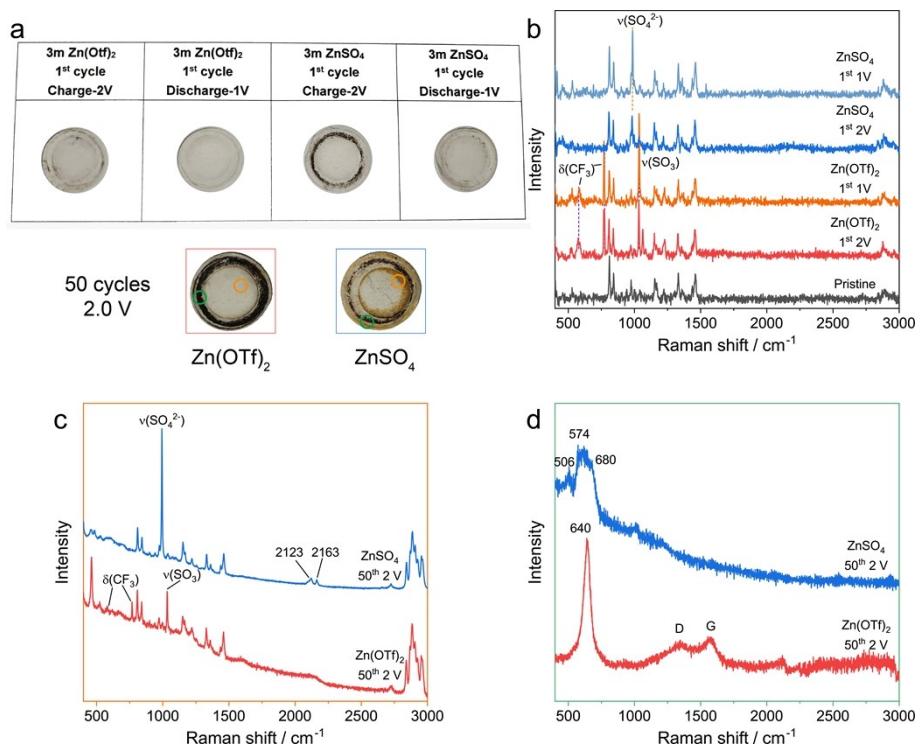 a
3m Zn(Otf)₂
1ˢᵗ cycle
Charge-2V
3m Zn(Otf)₂
1ˢᵗ cycle
Discharge-1V
3m ZnSO₄
1ˢᵗ cycle
Charge-2V
3m ZnSO₄
1ˢᵗ cycle
Discharge-1V
50 cycles
2.0 V
Zn(OTf)₂
ZnSO₄
b
ν(SO₄²⁻)
ZnSO₄
1ˢᵗ 1V
ZnSO₄
1ˢᵗ 2V
δ(CF₃)
ν(SO₃)
Zn(OTf)₂
1ˢᵗ 1V
Zn(OTf)₂
1ˢᵗ 2V
Pristine
Intensity
500 1000 1500 2000 2500 3000
Raman shift / cm⁻¹
c
ν(SO₄²⁻)
2123 2163
ZnSO₄
50ᵗʰ 2 V
δ(CF₃)
ν(SO₃)
Zn(OTf)₂
50ᵗʰ 2 V
Intensity
500 1000 1500 2000 2500 3000
Raman shift / cm⁻¹
d
574
506 680
640
ZnSO₄
50ᵗʰ 2 V
D G
Zn(OTf)₂
50ᵗʰ 2 V
Intensity
500 1000 1500 2000 2500 3000
Raman shift / cm⁻¹